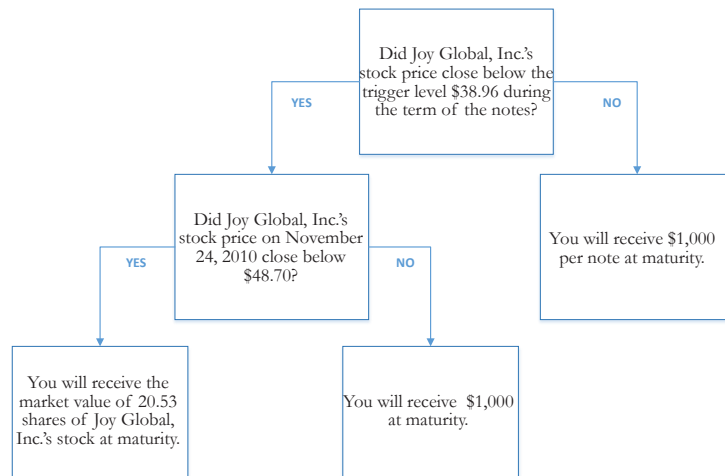 Did Joy Global, Inc.'s
stock price close below the
trigger level $38.96 during
the term of the notes?
YES
NO
Did Joy Global, Inc.'s
stock price on November
24, 2010 close below
$48.70?
You will receive $1,000
per note at maturity.
YES
NO
You will receive the
market value of 20.53
shares of Joy Global,
Inc.'s stock at maturity.
You will receive $1,000
at maturity.